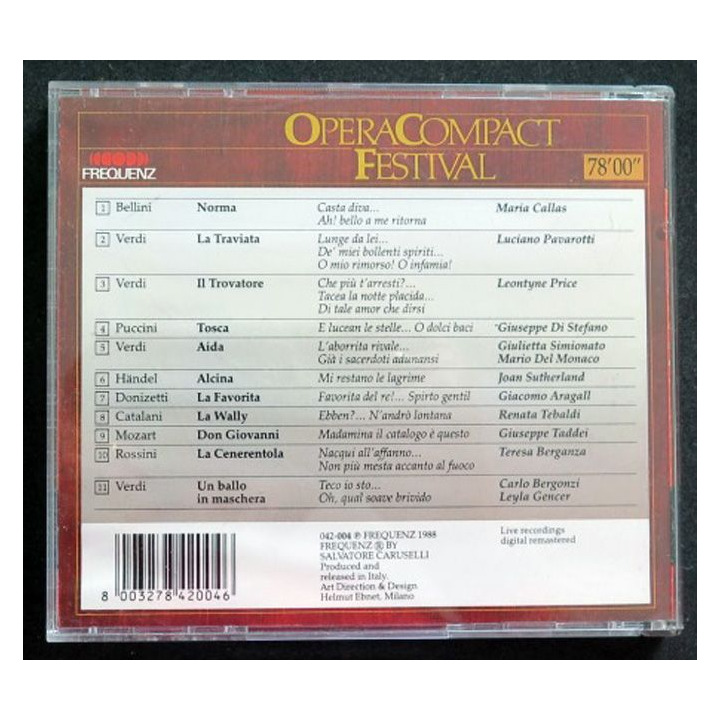 OPERACOMPACT
FESTIVAL
78'00"
FREQUENZ
1 Bellini Norma Casta diva... Maria Callas
Ah! bello a me ritorna
2 Verdi La Traviata Lunge da lei... Luciano Pavarotti
De' miei bollenti spiriti...
O mio rimorso! O infamia!
3 Verdi Il Trovatore Che più t'arresti?... Leontyne Price
Tacea la notte placida...
Di tale amor che dirsi
4 Puccini Tosca E lucean le stelle... O dolci baci Giuseppe Di Stefano
5 Verdi Aida L'aborrita rivale... Giulietta Simionato
Già i sacerdoti adunansi Mario Del Monaco
6 Händel Alcina Mi restano le lagrime Joan Sutherland
7 Donizetti La Favorita Favorita del re!... Spirto gentil Giacomo Aragall
8 Catalani La Wally Ebben?... N'andrò lontana Renata Tebaldi
9 Mozart Don Giovanni Madamina il catalogo è questo Giuseppe Taddei
10 Rossini La Cenerentola Nacqui all'affanno... Teresa Berganza
Non più mesta accanto al fuoco
11 Verdi Un ballo Teco io sto... Carlo Bergonzi
in maschera Oh, qual soave brivido Leyla Gencer
042-004 ℗ FREQUENZ 1988
FREQUENZ ® BY
SALVATORE CARUSELLI
Produced and
released in Italy.
Art Direction & Design
Helmut Ebnet, Milano
Live recordings
digital remastered
8 003278 420046